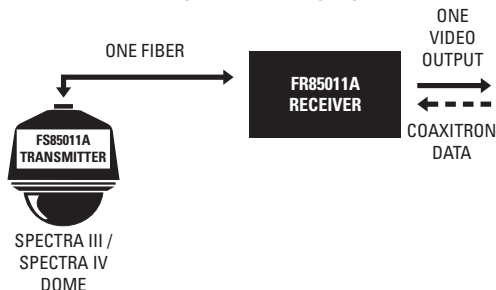 ONE FIBER
FS85011A
TRANSMITTER
SPECTRA III /
SPECTRA IV
DOME
FR85011A
RECEIVER
ONE
VIDEO
OUTPUT
COAXITRON
DATA